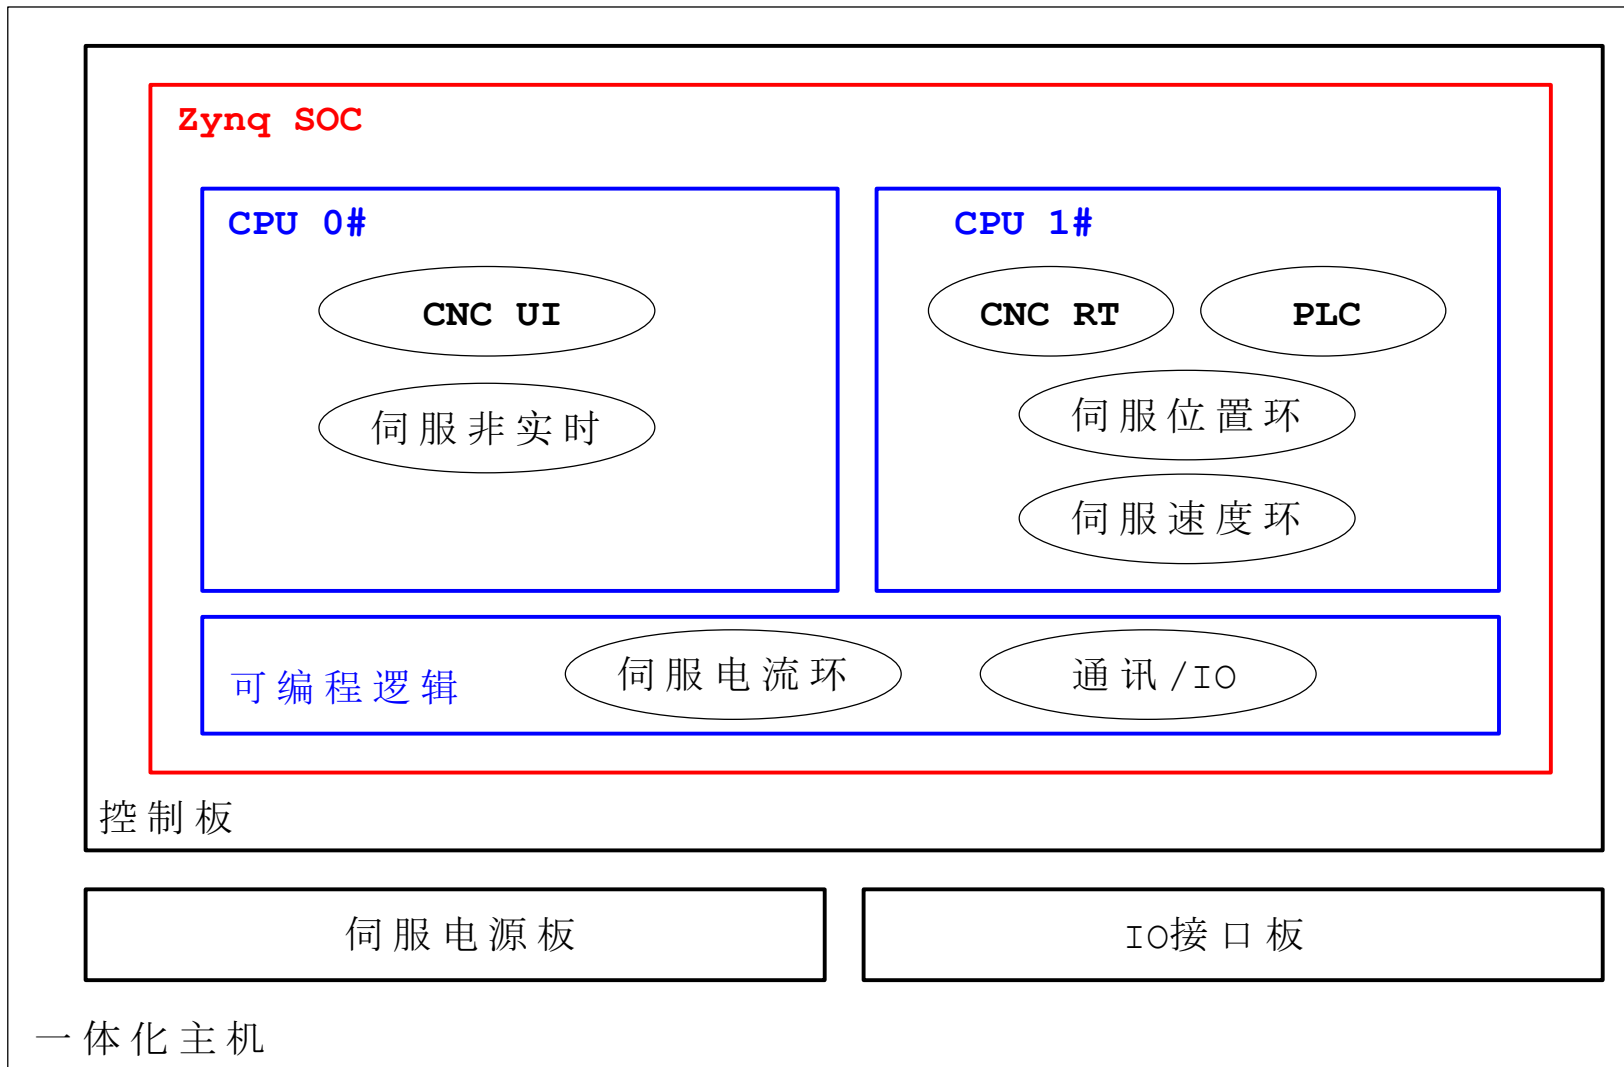 Zynq SOC
CPU 0#
CPU 1#
CNC UI
CNC RT
PLC
伺服非实时
伺服位置环
伺服速度环
可编程逻辑
伺服电流环
通讯/IO
控制板
伺服电源板
IO接口板
一体化主机